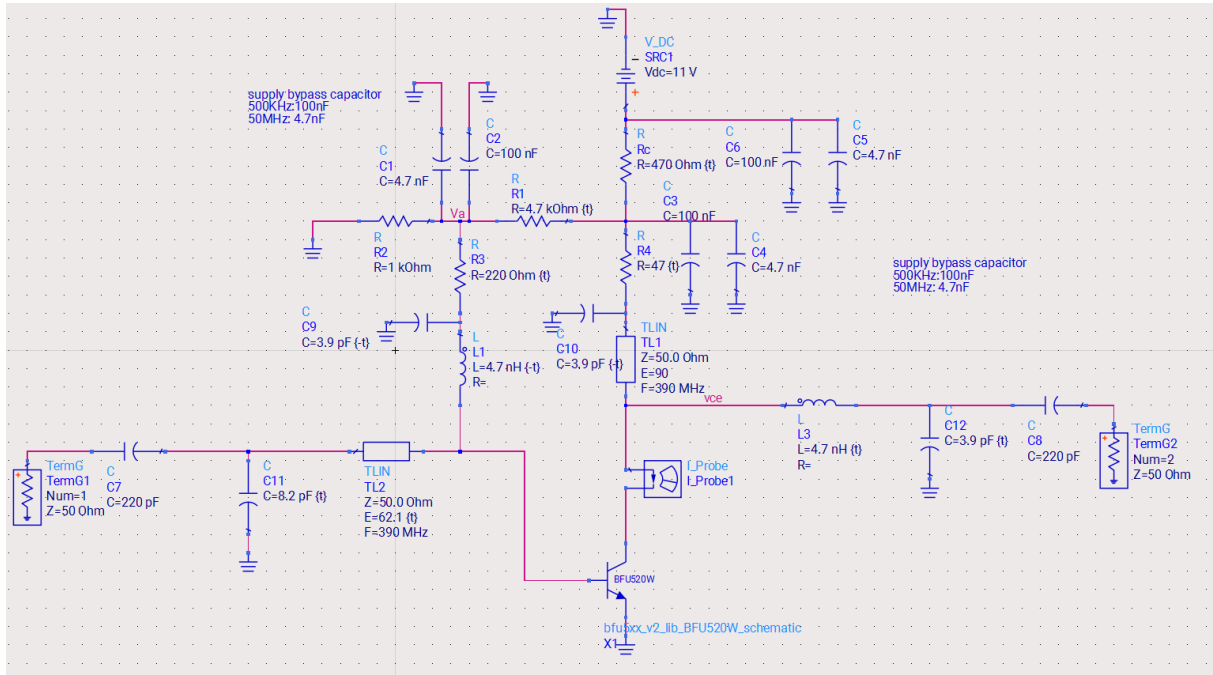 V_DC
SRC1
Vdc=11 V
supply bypass capacitor
500KHz:100nF
50MHz: 4.7nF
C
C1
C=4.7 nF
C
C2
C=100 nF
R
Rc
R=470 Ohm {t}
C
C6
C=100 nF
C
C5
C=4.7 nF
R
R1
R=4.7 kOhm {t}
Va
R
R2
R=1 kOhm
R
R3
R=220 Ohm {t}
C
C3
C=100 nF
R
R4
R=47 {t}
C
C4
C=4.7 nF
supply bypass capacitor
500KHz:100nF
50MHz: 4.7nF
C
C9
C=3.9 pF {-t}
L
L1
L=4.7 nH {-t}
R=
C
C10
C=3.9 pF {-t}
TLIN
TL1
Z=50.0 Ohm
E=90
F=390 MHz
vce
L
L3
L=4.7 nH {t}
R=
C
C12
C=3.9 pF {t}
C
C8
C=220 pF
TermG
TermG2
Num=2
Z=50 Ohm
TermG
TermG1
Num=1
Z=50 Ohm
C
C7
C=220 pF
C
C11
C=8.2 pF {t}
TLIN
TL2
Z=50.0 Ohm
E=62.1 {t}
F=390 MHz
I_Probe
I_Probe1
BFU520W
bfu5xx_v2_lib_BFU520W_schematic
X1